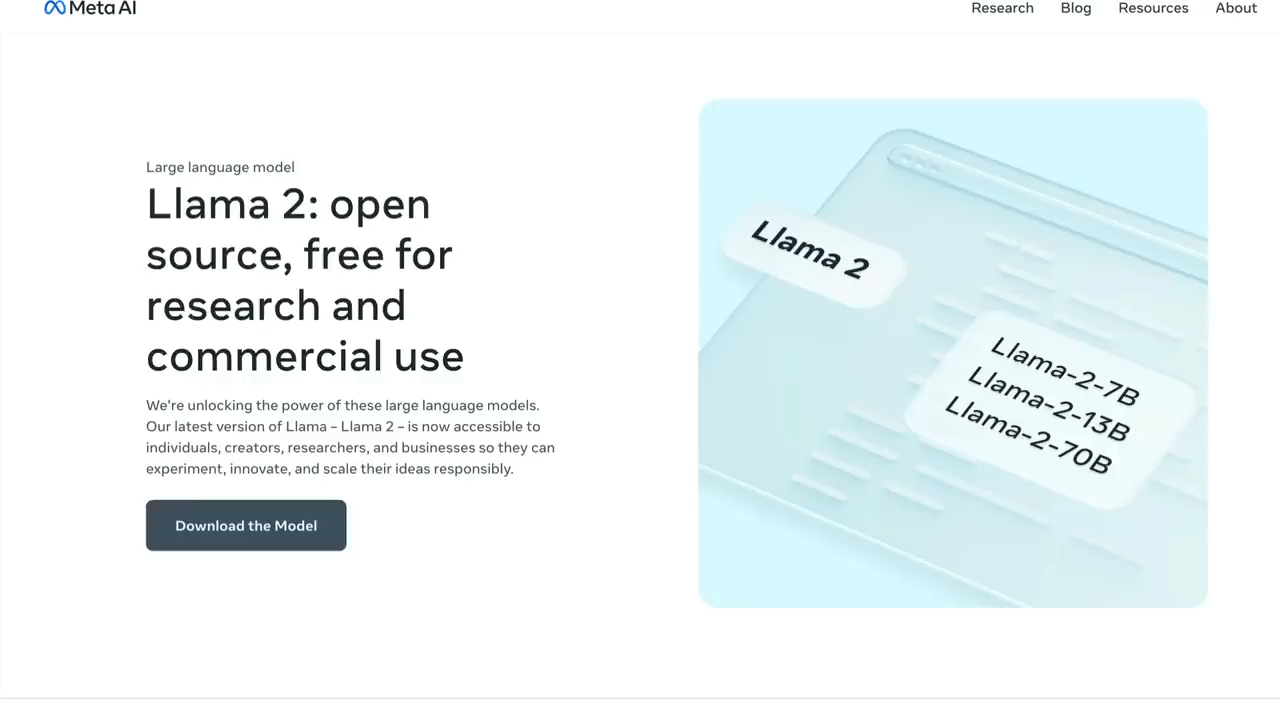 Meta AI
Research Blog Resources About
Large language model
Llama 2: open
source, free for
research and
commercial use
We're unlocking the power of these large language models.
Our latest version of Llama – Llama 2 – is now accessible to
individuals, creators, researchers, and businesses so they can
experiment, innovate, and scale their ideas responsibly.
Download the Model
Llama 2
Llama-2-7B
Llama-2-13B
Llama-2-70B